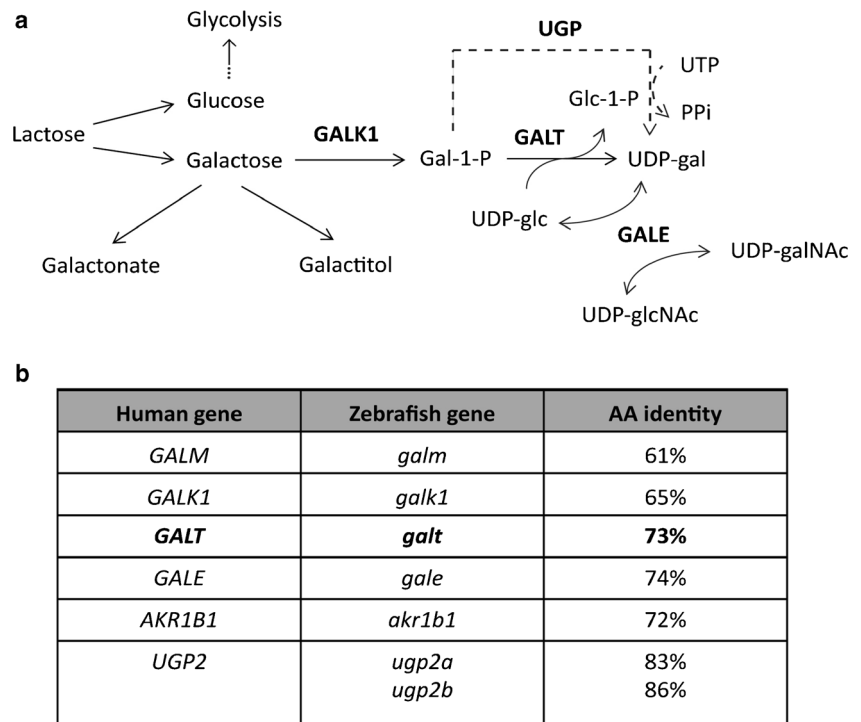 a
Glycolysis
UGP
UTP
Glucose
Glc-1-P
PPi
Lactose
GALK1
GALT
Galactose
Gal-1-P
UDP-gal
UDP-glc
GALE
Galactonate
Galactitol
UDP-galNAc
UDP-glcNAc
b
Human gene Zebrafish gene AA identity
GALM galm 61%
GALK1 galk1 65%
GALT galt 73%
GALE gale 74%
AKR1B1 akr1b1 72%
UGP2 ugp2a 83%
ugp2b 86%